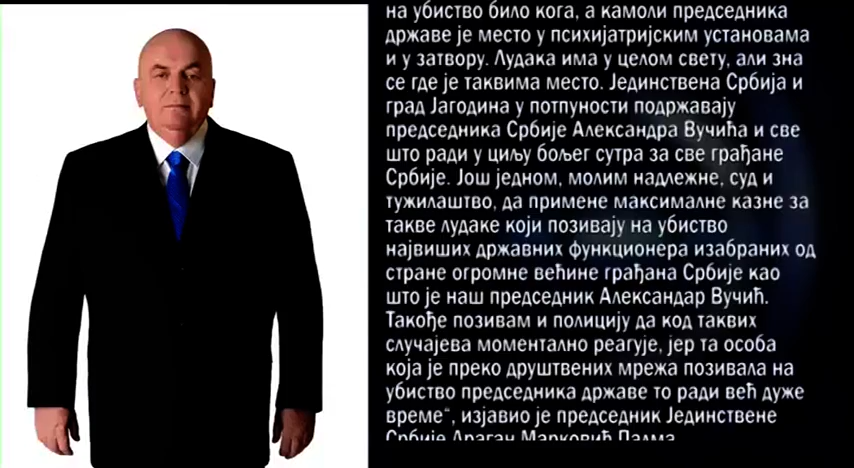 на убиство било кога, а камоли председника
државе је место у психијатријским установама
и у затвору. Лудака има у целом свету, али зна
се где је таквима место. Јединствена Србија и
град Јагодина у потпуности подржавају
председника Србије Александра Вучића и све
што ради у циљу бољег сутра за све грађане
Србије. Још једном, молим надлежне, суд и
тужилаштво, да примене максималне казне за
такве лудаке који позивају на убиство
највиших државних функционера изабраних од
стране огромне већине грађана Србије као
што је наш председник Александар Вучић.
Такође позивам и полицију да код таквих
случајева моментално реагује, јер та особа
која је преко друштвених мрежа позивала на
убиство председника државе то ради већ дуже
време“, изјавио је председник Јединствене
Србије Драган Марковић Палма